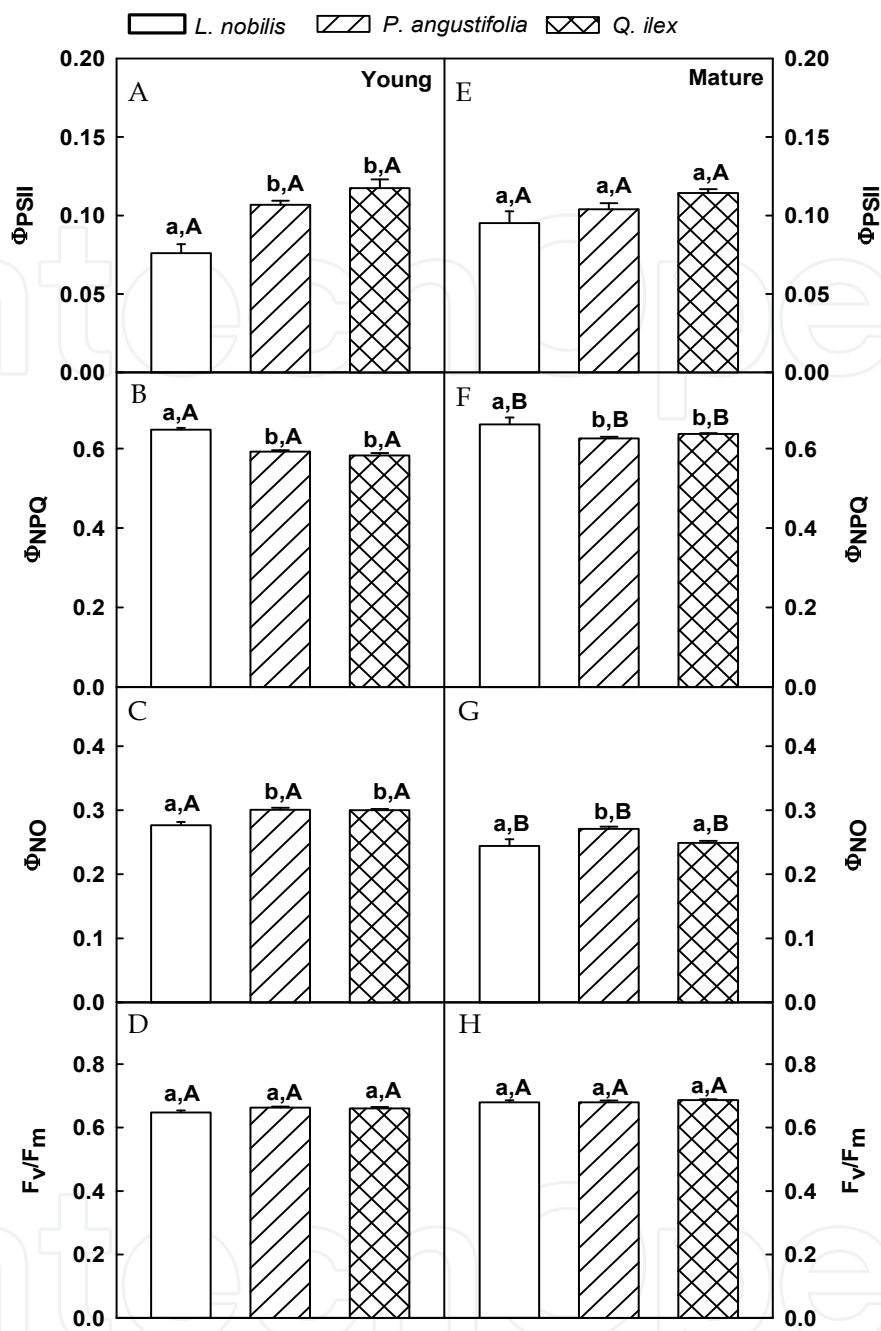 L. nobilis P. angustifolia Q. ilex
A Young E Mature
0.20 0.20
0.15 0.15
0.10 0.10
0.05 0.05
0.00 0.00
ΦPSII ΦPSII
a,A b,A b,A a,A a,A a,A
B F
0.6 0.6
0.4 0.4
0.2 0.2
0.0 0.0
ΦNPQ ΦNPQ
a,A b,A b,A a,B b,B b,B
C G
0.4 0.4
0.3 0.3
0.2 0.2
0.1 0.1
0.0 0.0
ΦNO ΦNO
a,A b,A b,A a,B b,B a,B
D H
0.8 0.8
0.6 0.6
0.4 0.4
0.2 0.2
0.0 0.0
Fv/Fm Fv/Fm
a,A a,A a,A a,A a,A a,A
ntechOpe
ntechOpe